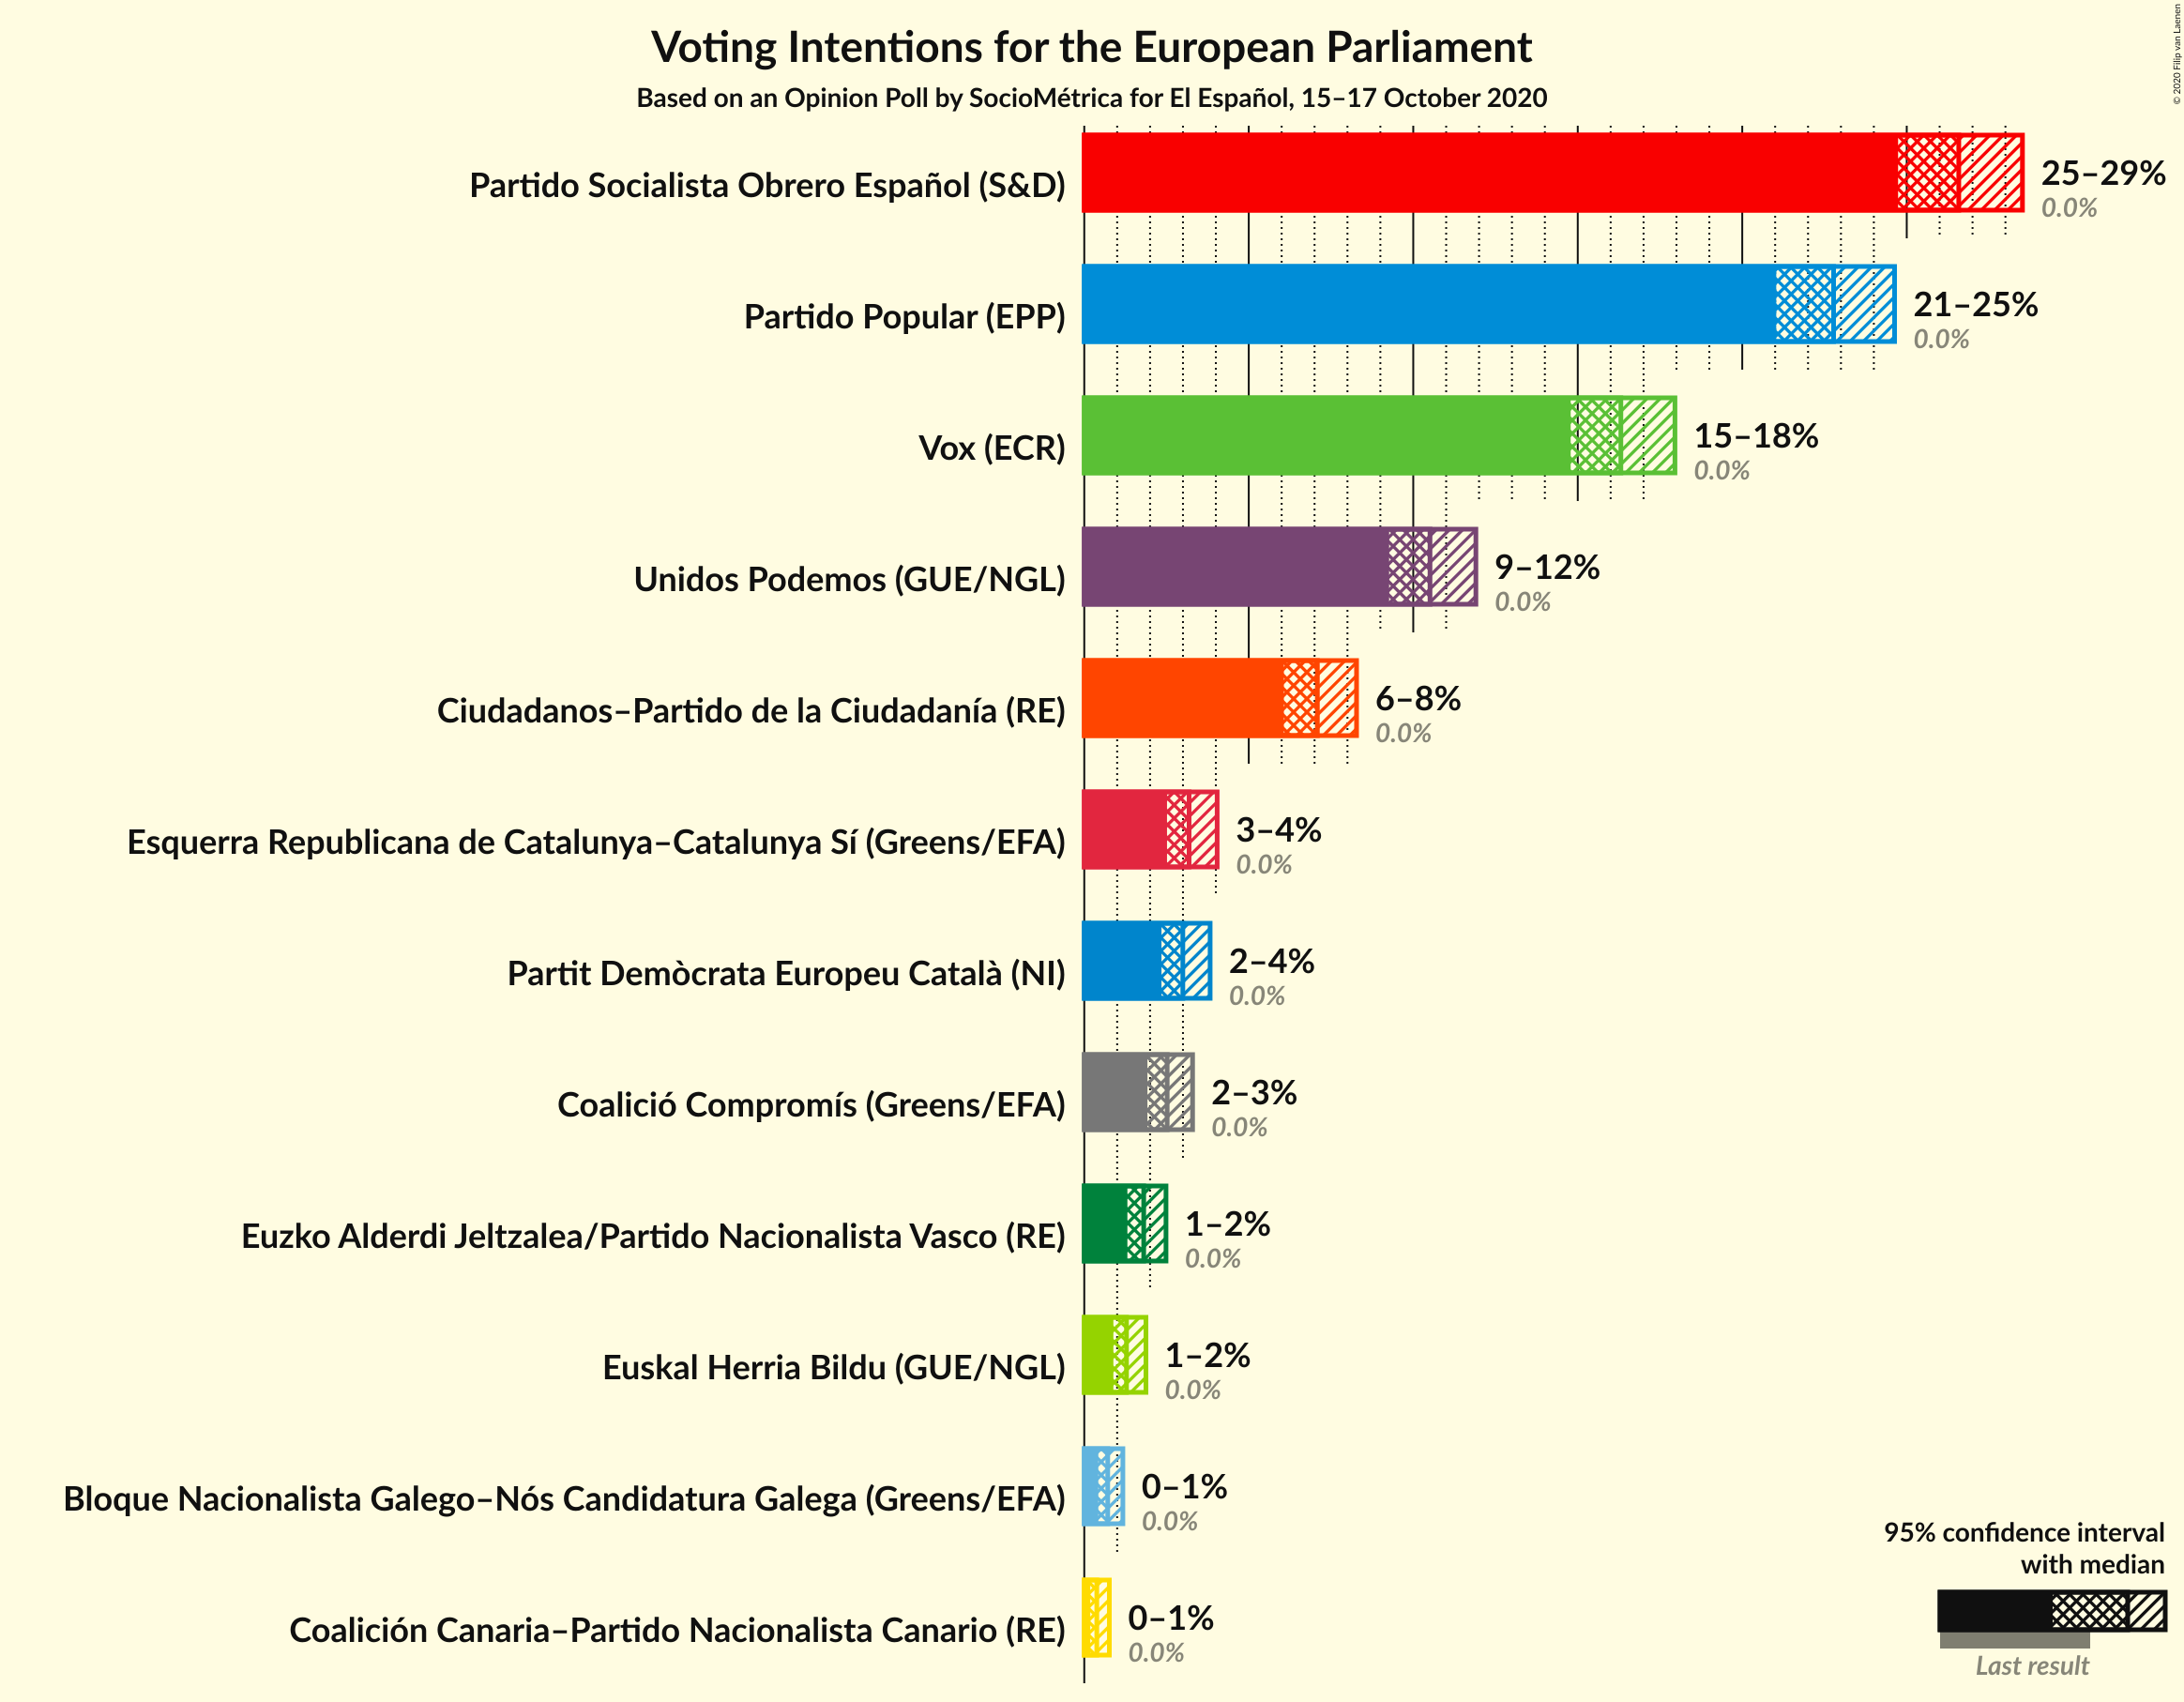 Voting Intentions for the European Parliament
Based on an Opinion Poll by SocioMétrica for El Español, 15–17 October 2020
© 2020 Filip van Laenen
Partido Socialista Obrero Español (S&D)
25–29%
0.0%
Partido Popular (EPP)
21–25%
0.0%
Vox (ECR)
15–18%
0.0%
Unidos Podemos (GUE/NGL)
9–12%
0.0%
Ciudadanos–Partido de la Ciudadanía (RE)
6–8%
0.0%
Esquerra Republicana de Catalunya–Catalunya Sí (Greens/EFA)
3–4%
0.0%
Partit Demòcrata Europeu Català (NI)
2–4%
0.0%
Coalició Compromís (Greens/EFA)
2–3%
0.0%
Euzko Alderdi Jeltzalea/Partido Nacionalista Vasco (RE)
1–2%
0.0%
Euskal Herria Bildu (GUE/NGL)
1–2%
0.0%
Bloque Nacionalista Galego–Nós Candidatura Galega (Greens/EFA)
0–1%
0.0%
Coalición Canaria–Partido Nacionalista Canario (RE)
0–1%
0.0%
95% confidence interval
with median
Last result